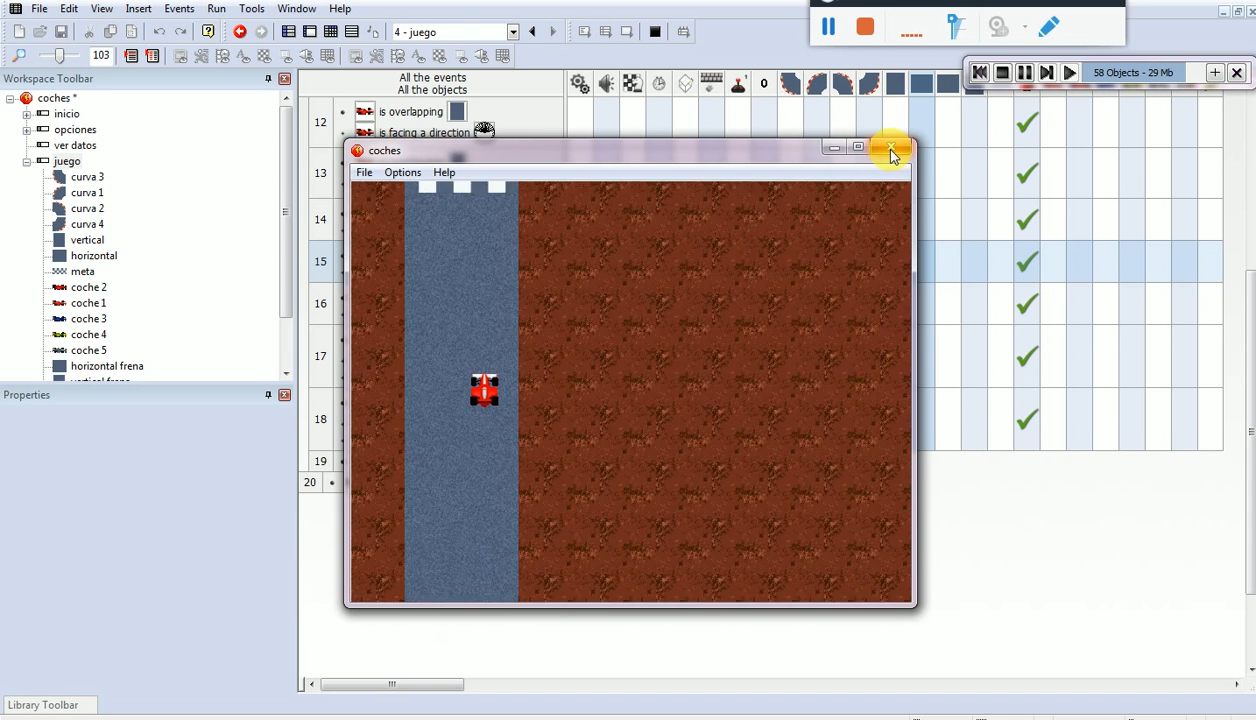 File Edit View Insert Events Run Tools Window Help
4 - juego
103
Workspace Toolbar
coches *
inicio
opciones
ver datos
juego
curva 3
curva 1
curva 2
curva 4
vertical
horizontal
meta
coche 2
coche 1
coche 3
coche 4
coche 5
horizontal frena
Properties
Library Toolbar
All the events
All the objects
0
58 Objects - 29 Mb
12
is overlapping
is facing a direction
13
14
15
16
17
18
19
20
coches
File Options Help